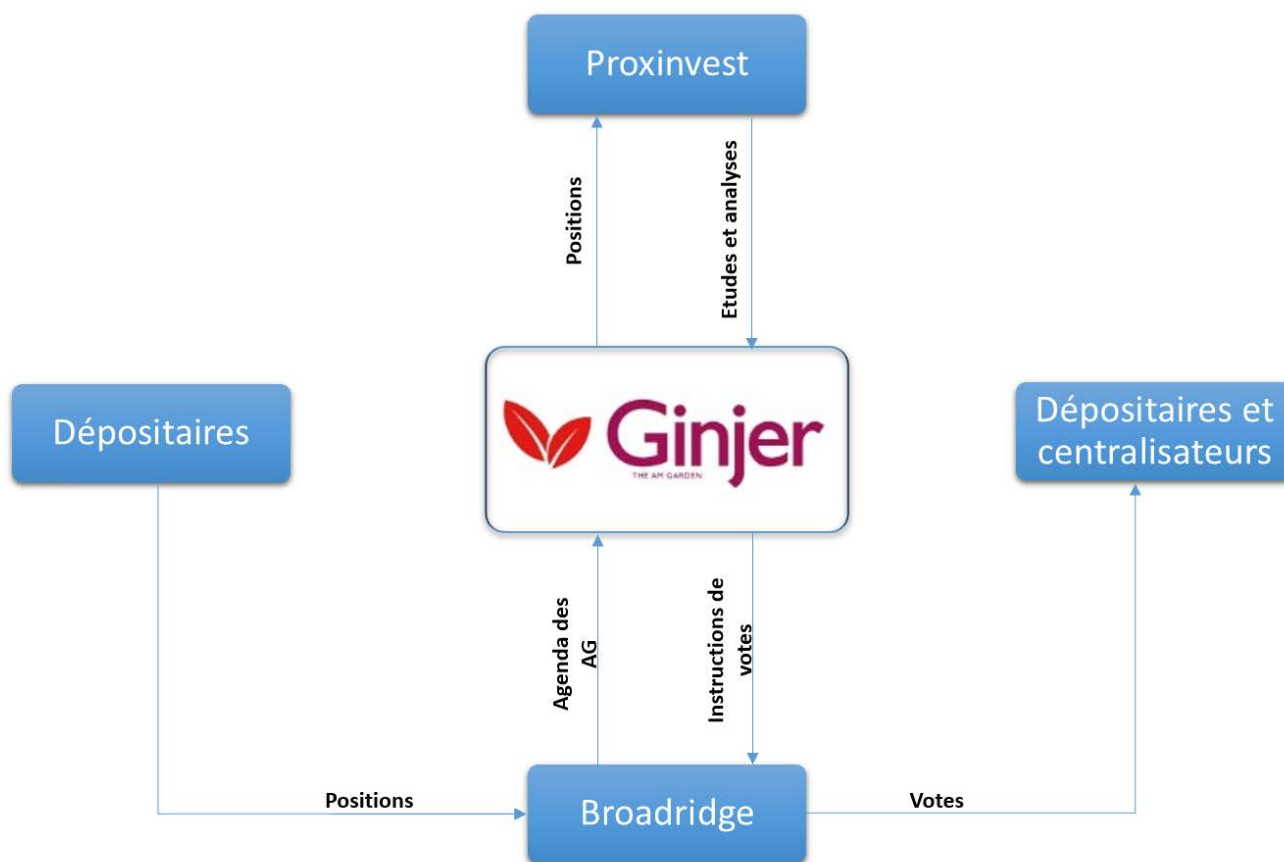 Proxinvest
Positions
Etudes et analyses
Dépositaires
Ginjer
THE AM GARDEN
Dépositaires et
centralisateurs
Agenda des
AG
Instructions de
votes
Positions
Broadridge
Votes